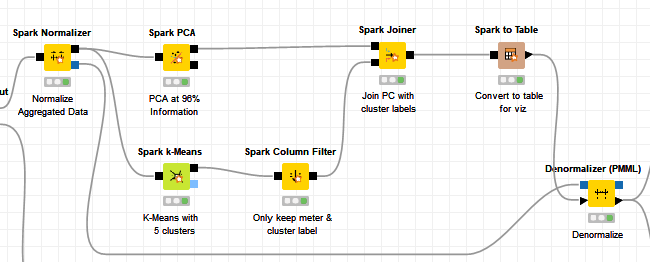 Spark Normalizer
Normalize
Aggregated Data
ut
Spark PCA
PCA at 96%
Information
Spark Joiner
Join PC with
cluster labels
Spark to Table
Convert to table
for viz
Spark k-Means
K-Means with
5 clusters
Spark Column Filter
Only keep meter &
cluster label
Denormalizer (PMML)
Denormalize